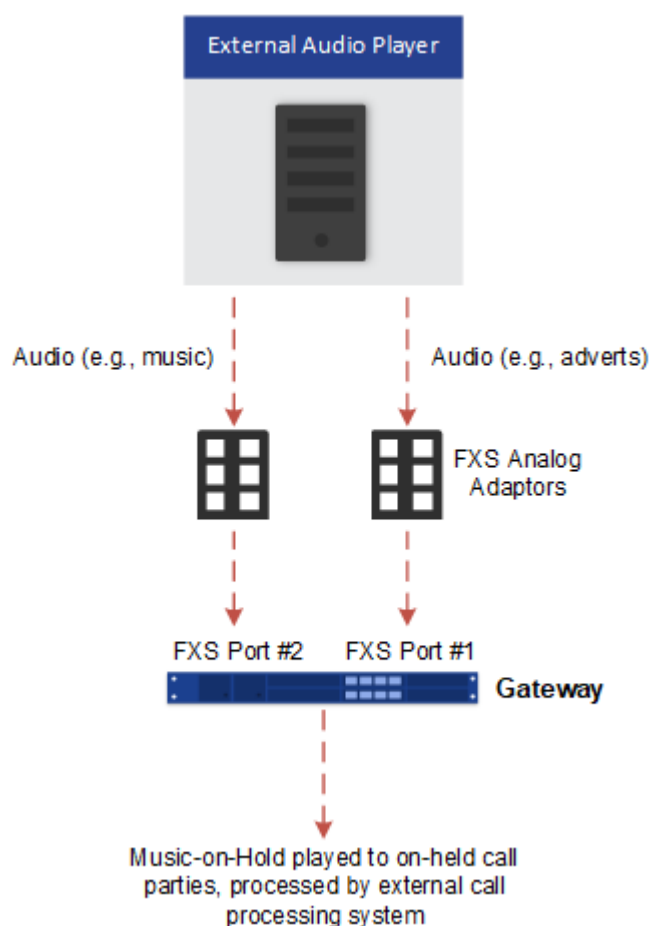 External Audio Player
Audio (e.g., music)
Audio (e.g., adverts)
FXS Analog
Adaptors
FXS Port #2
FXS Port #1
Gateway
Music-on-Hold played to on-held call
parties, processed by external call
processing system